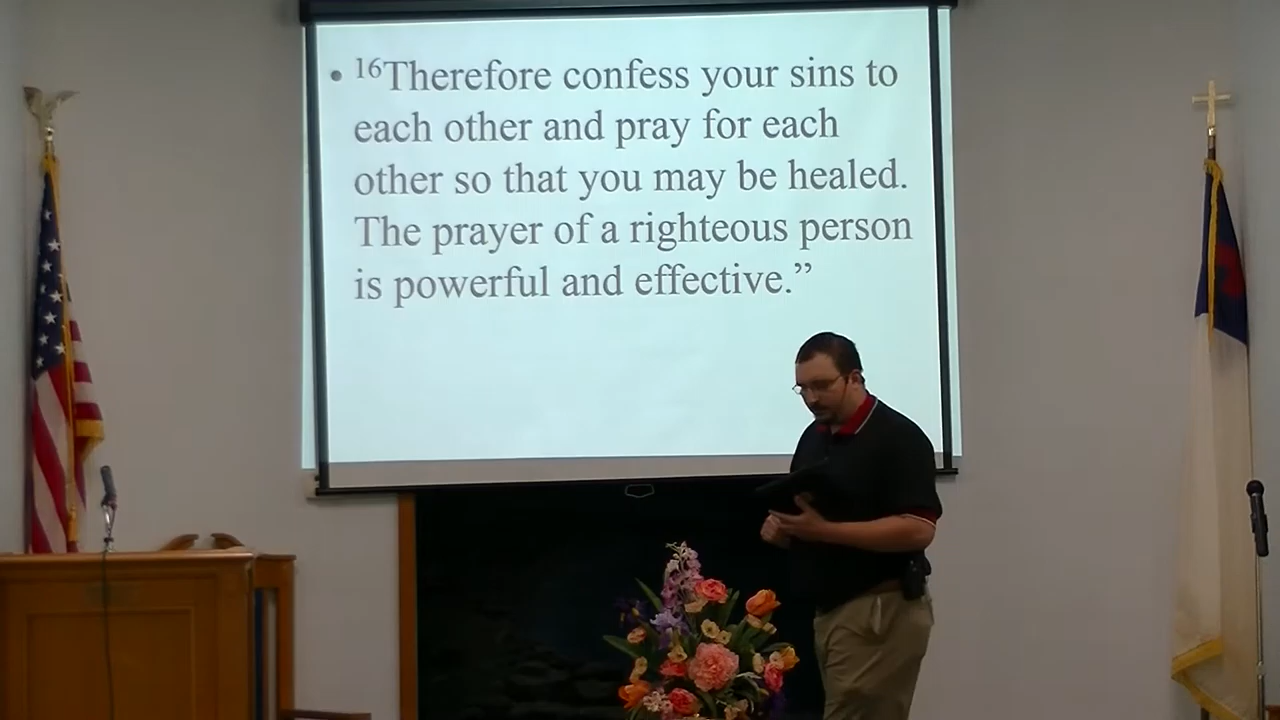 • ¹⁶Therefore confess your sins to
each other and pray for each
other so that you may be healed.
The prayer of a righteous person
is powerful and effective.”